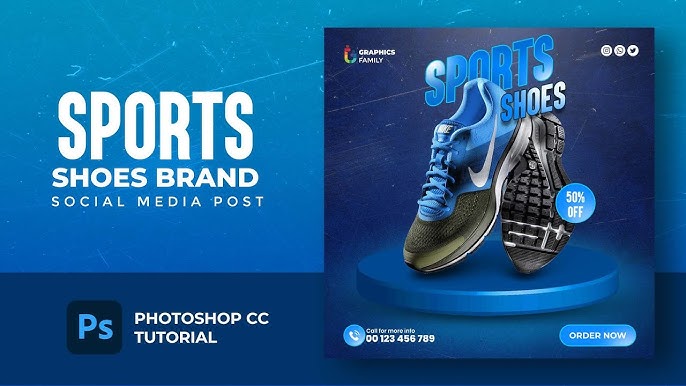 SPORTS
SHOES BRAND
SOCIAL MEDIA POST
Ps
PHOTOSHOP CC
TUTORIAL
GRAPHICS
FAMILY
SPORTS
SHOES
NIKE
50%
OFF
Call for more info
00 123 456 789
ORDER NOW